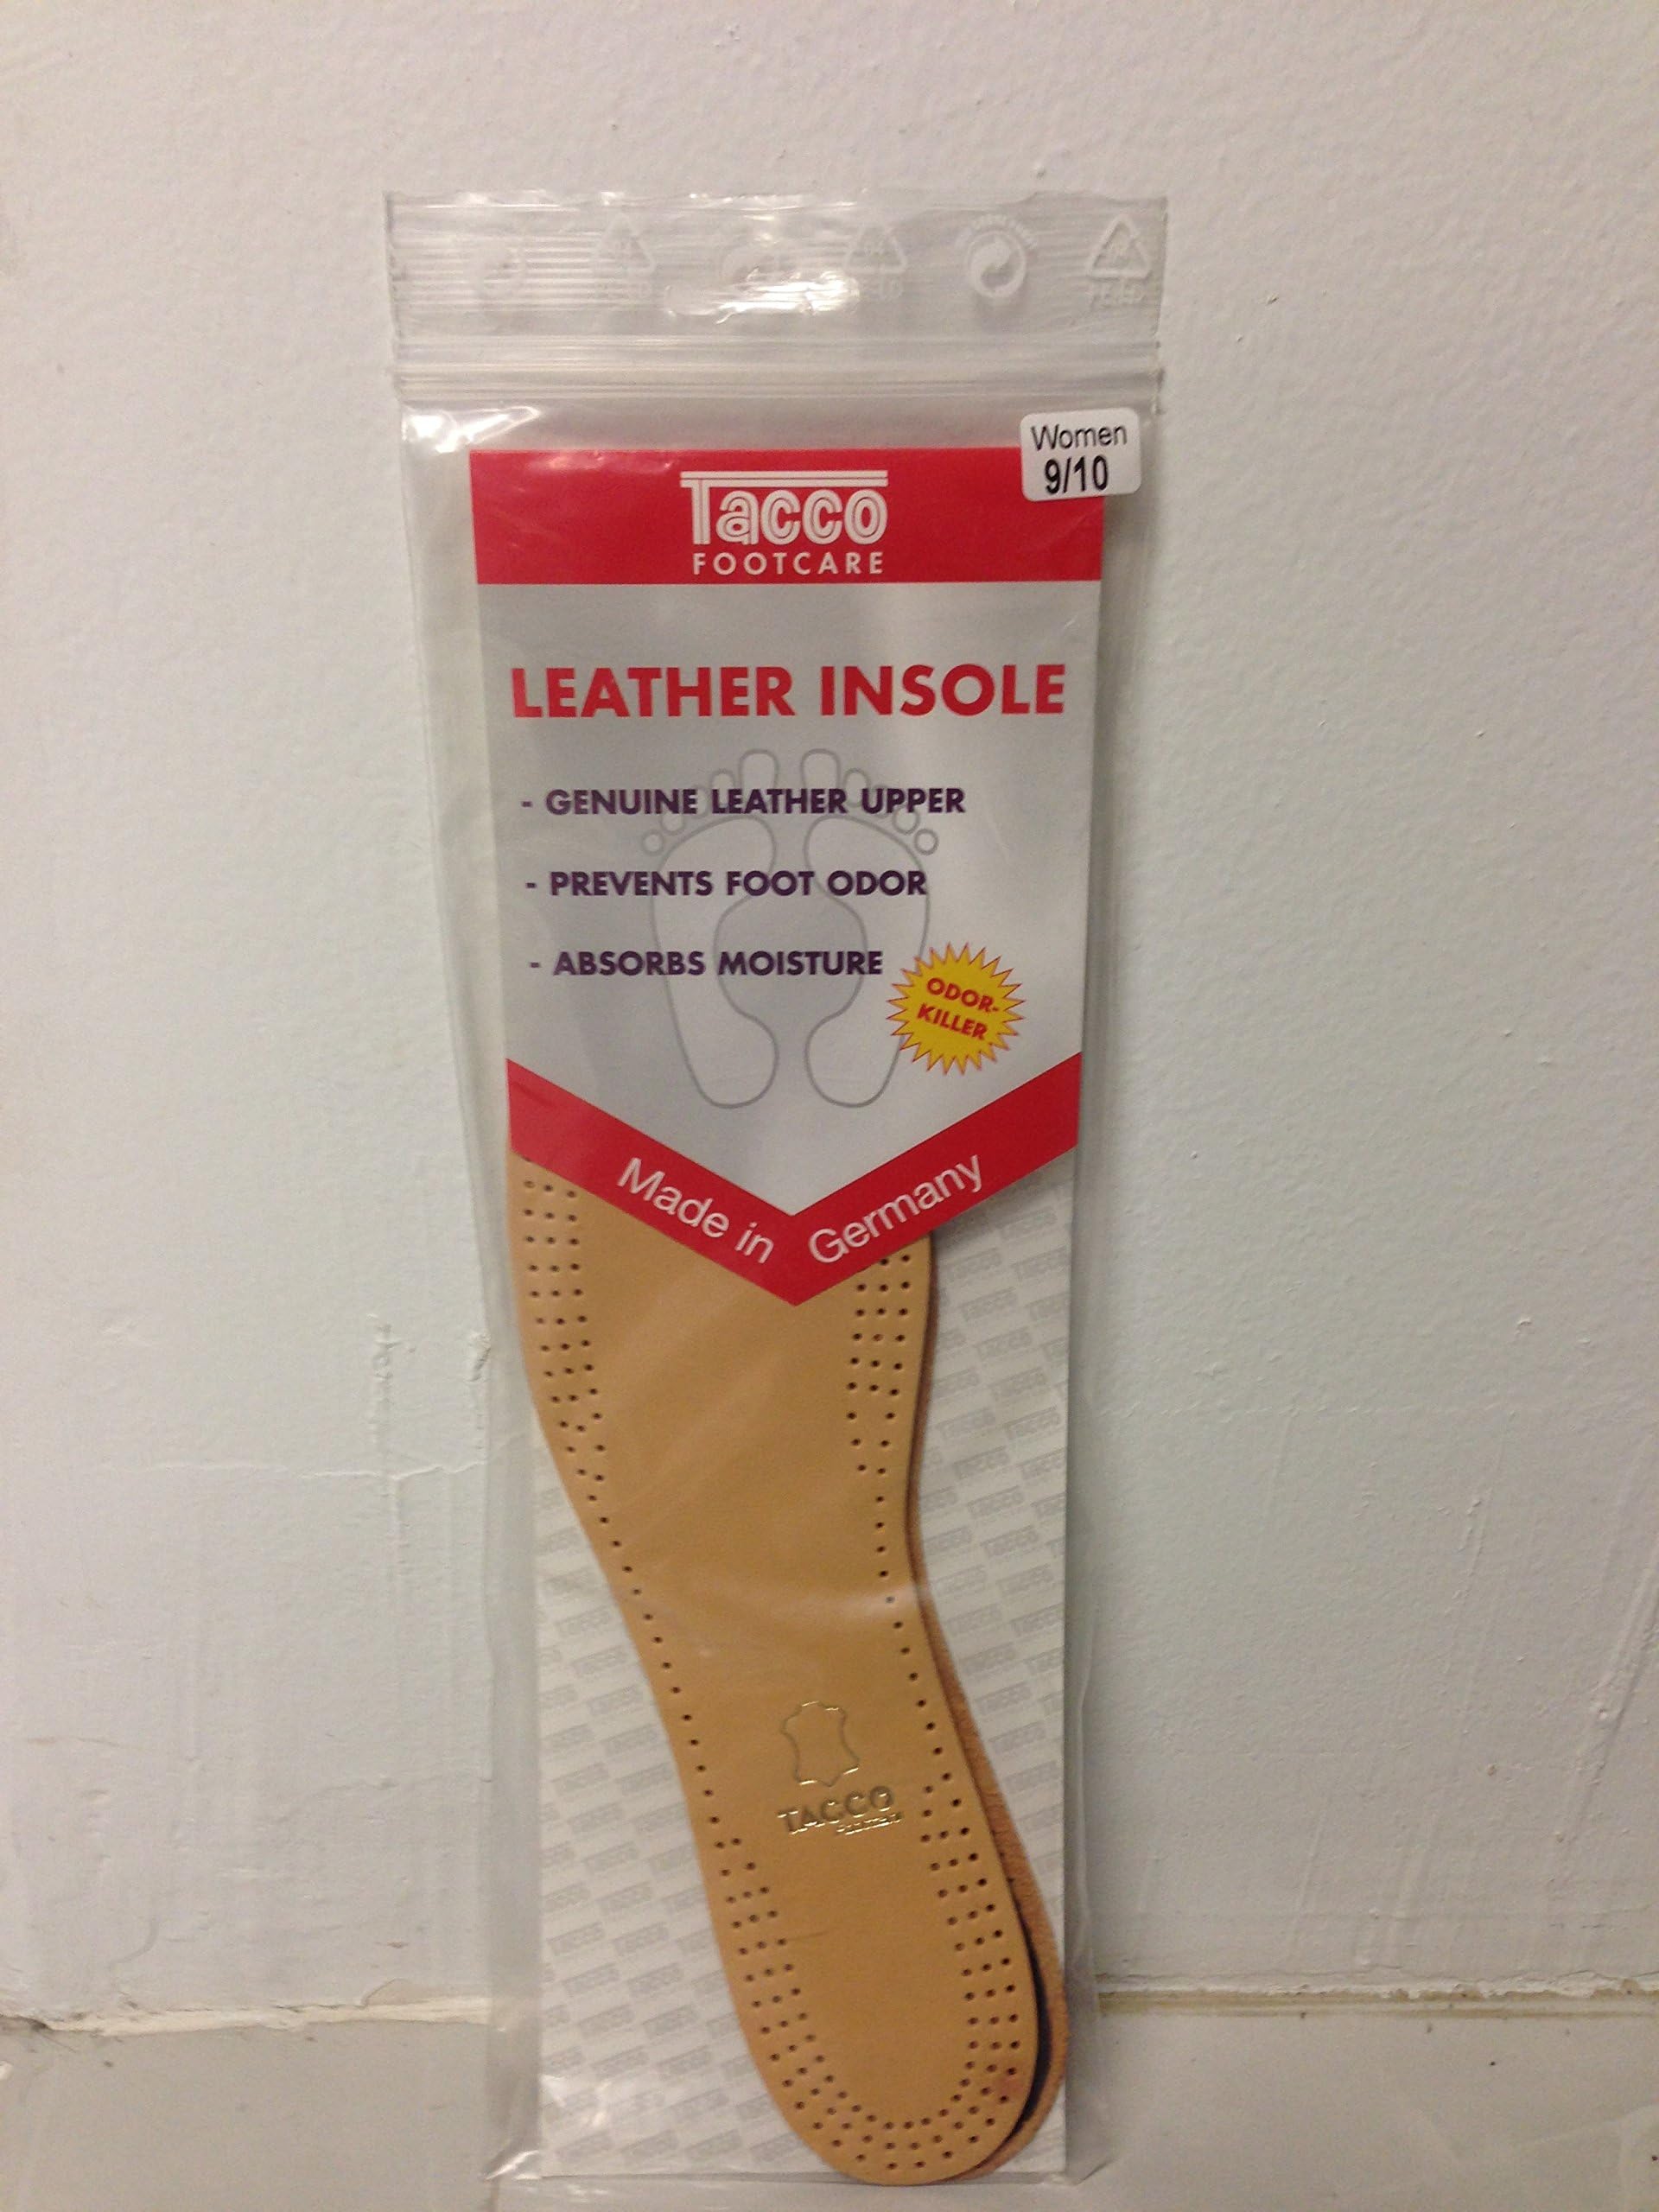 Women
9/10
Tacco
FOOTCARE
LEATHER INSOLE
- GENUINE LEATHER UPPER
- PREVENTS FOOT ODOR
- ABSORBS MOISTURE
ODOR-
KILLER
Made in Germany
TACCO